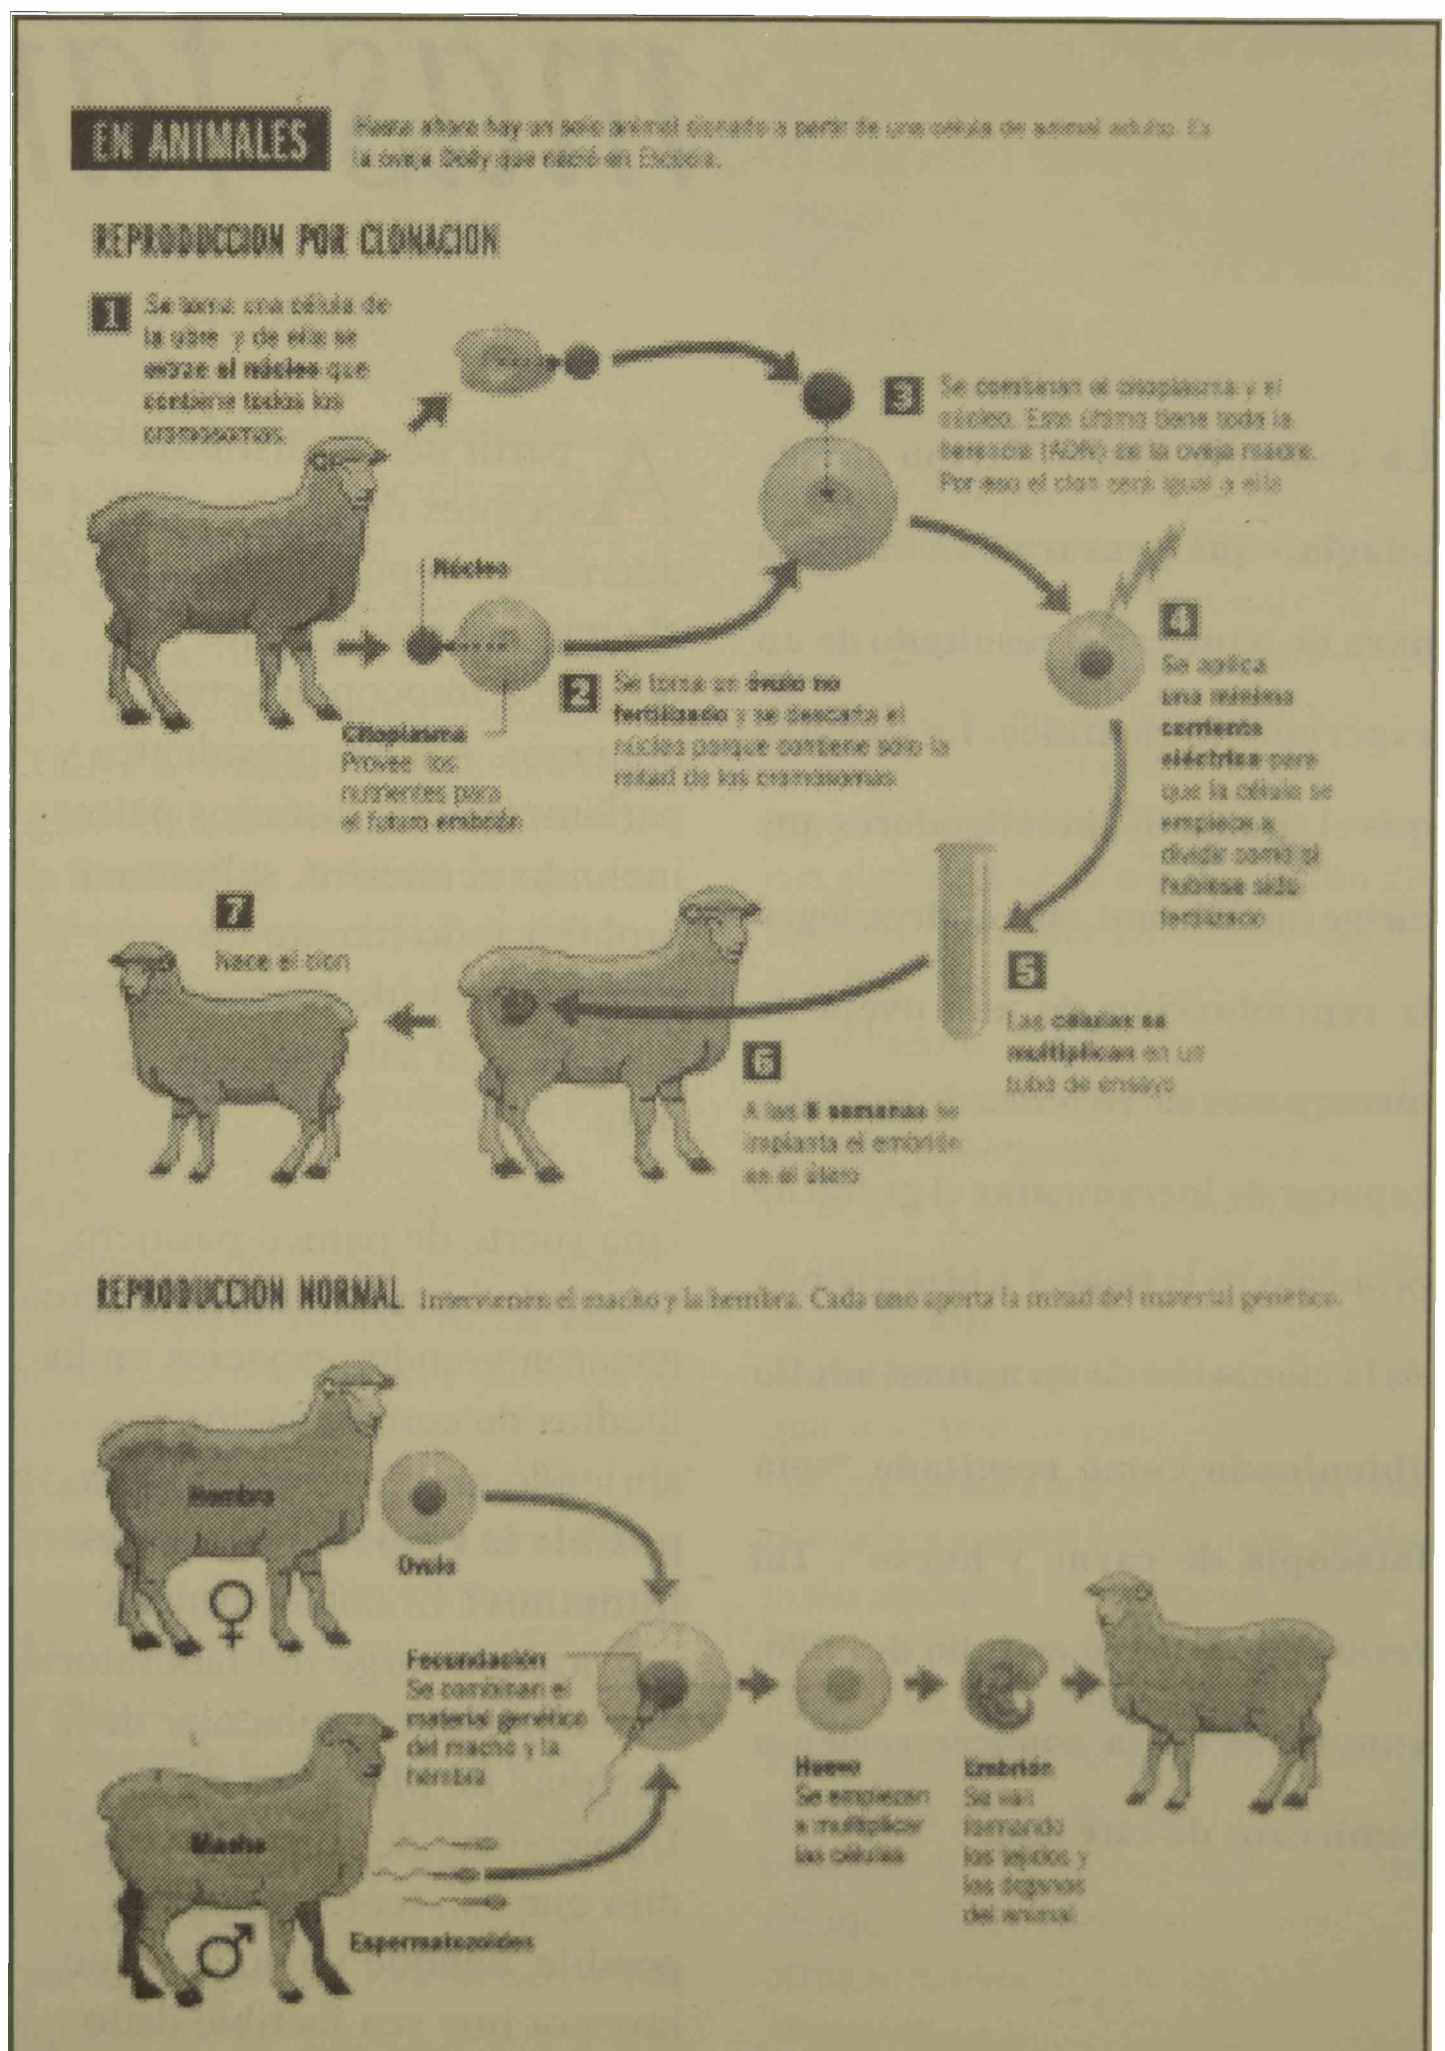 EN ANIMALES
Hasta ahora hay un solo animal clonado a partir de una célula de animal adulto. Es
la oveja Dolly que nació en Escocia.
REPRODUCCION POR CLONACION
1
Se toma una célula de
la ubre y de ella se
extrae el núcleo que
contiene todos los
cromosomas.
Núcleo
Citoplasma
Provee los
nutrientes para
el futuro embrión
2
Se toma un óvulo no
fertilizado y se descarta el
núcleo porque contiene sólo la
mitad de los cromosomas
3
Se combinan el citoplasma y el
núcleo. Este último tiene toda la
herencia (ADN) de la oveja madre.
Por eso el clon será igual a ella
4
Se aplica
una mínima
corriente
eléctrica para
que la célula se
empiece a
dividir como si
hubiese sido
fertilizado
5
Las células se
multiplican en un
tubo de ensayo
6
A las 8 semanas se
implanta el embrión
en el útero
7
Nace el clon
REPRODUCCION NORMAL Intervienen el macho y la hembra. Cada uno aporta la mitad del material genético.
Hembra
♀
Ovulo
Fecundación
Se combinan el
material genético
del macho y la
hembra
Macho
♂
Espermatozoides
Huevo
Se empiezan
a multiplicar
las células
Embrión
Se van
formando
los tejidos y
los órganos
del animal